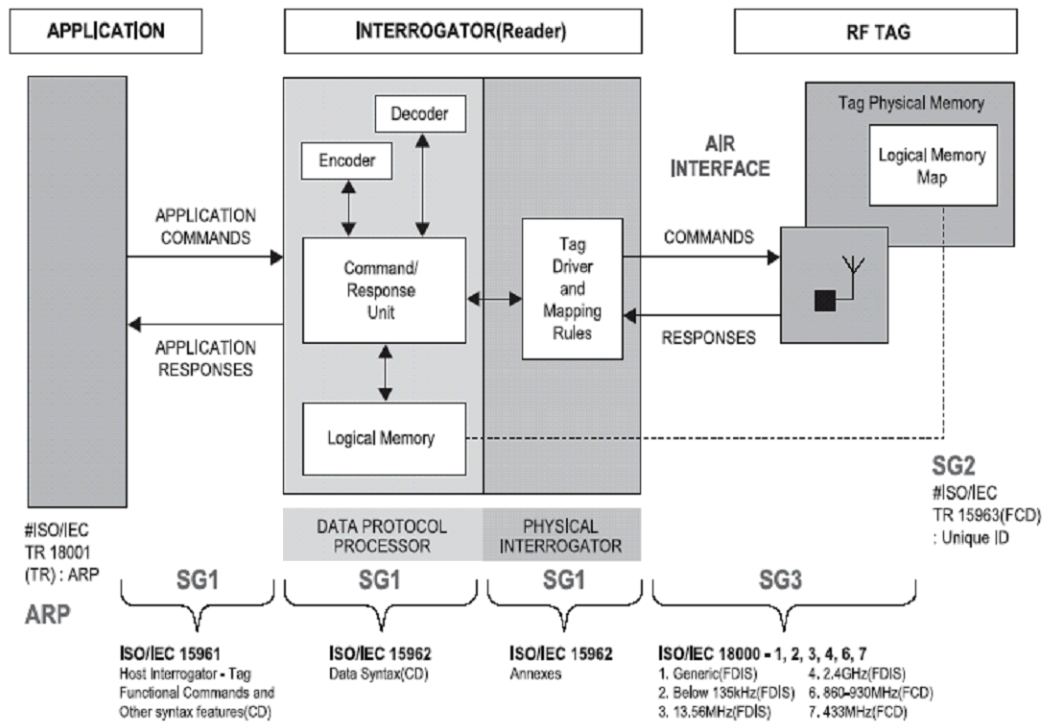 APPLICATION
INTERROGATOR(Reader)
RF TAG
Decoder
Encoder
Command/
Response
Unit
Logical Memory
Tag
Driver
and
Mapping
Rules
APPLICATION
COMMANDS
APPLICATION
RESPONSES
AIR
INTERFACE
COMMANDS
RESPONSES
Tag Physical Memory
Logical Memory
Map
#ISO/IEC
TR 18001
(TR) : ARP
ARP
DATA PROTOCOL
PROCESSOR
PHYSICAL
INTERROGATOR
SG2
#ISO/IEC
TR 15963(FCD)
: Unique ID
SG1
SG1
SG1
SG3
ISO/IEC 15961
Host Interrogator - Tag
Functional Commands and
Other syntax features(CD)
ISO/IEC 15962
Data Syntax(CD)
ISO/IEC 15962
Annexes
ISO/IEC 18000 - 1, 2, 3, 4, 6, 7
1. Generic(FDIS)
2. Below 135kHz(FDIS)
3. 13.56MHz(FDIS)
4. 2.4GHz(FDIS)
6. 860-930MHz(FCD)
7. 433MHz(FCD)